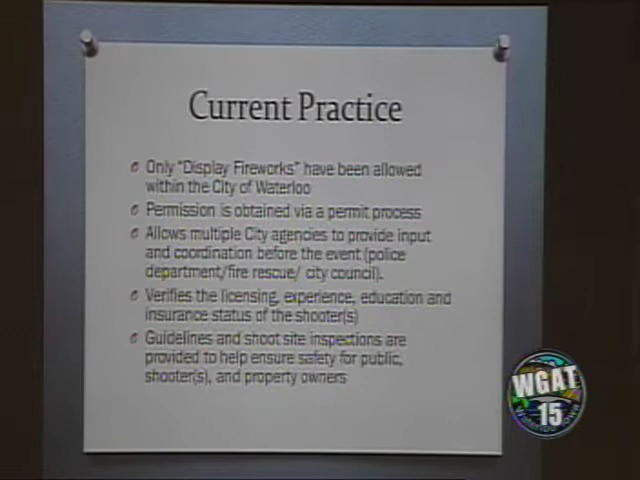 Current Practice
Only "Display Fireworks" have been allowed
within the City of Waterloo
Permission is obtained via a permit process
Allows multiple City agencies to provide input
and coordination before the event (police
department/fire rescue/ city council).
Verifies the licensing, experience, education and
insurance status of the shooter(s)
Guidelines and shoot site inspections are
provided to help ensure safety for public,
shooter(s), and property owners
WGAT
15